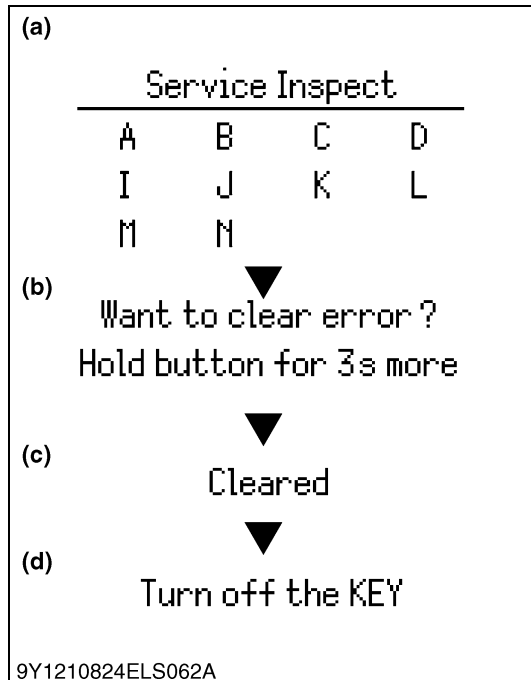 (a)
Service Inspect
A B C D
I J K L
M N
(b)
Want to clear error ?
Hold button for 3s more
(c)
Cleared
(d)
Turn off the KEY
9Y1210824ELS062A